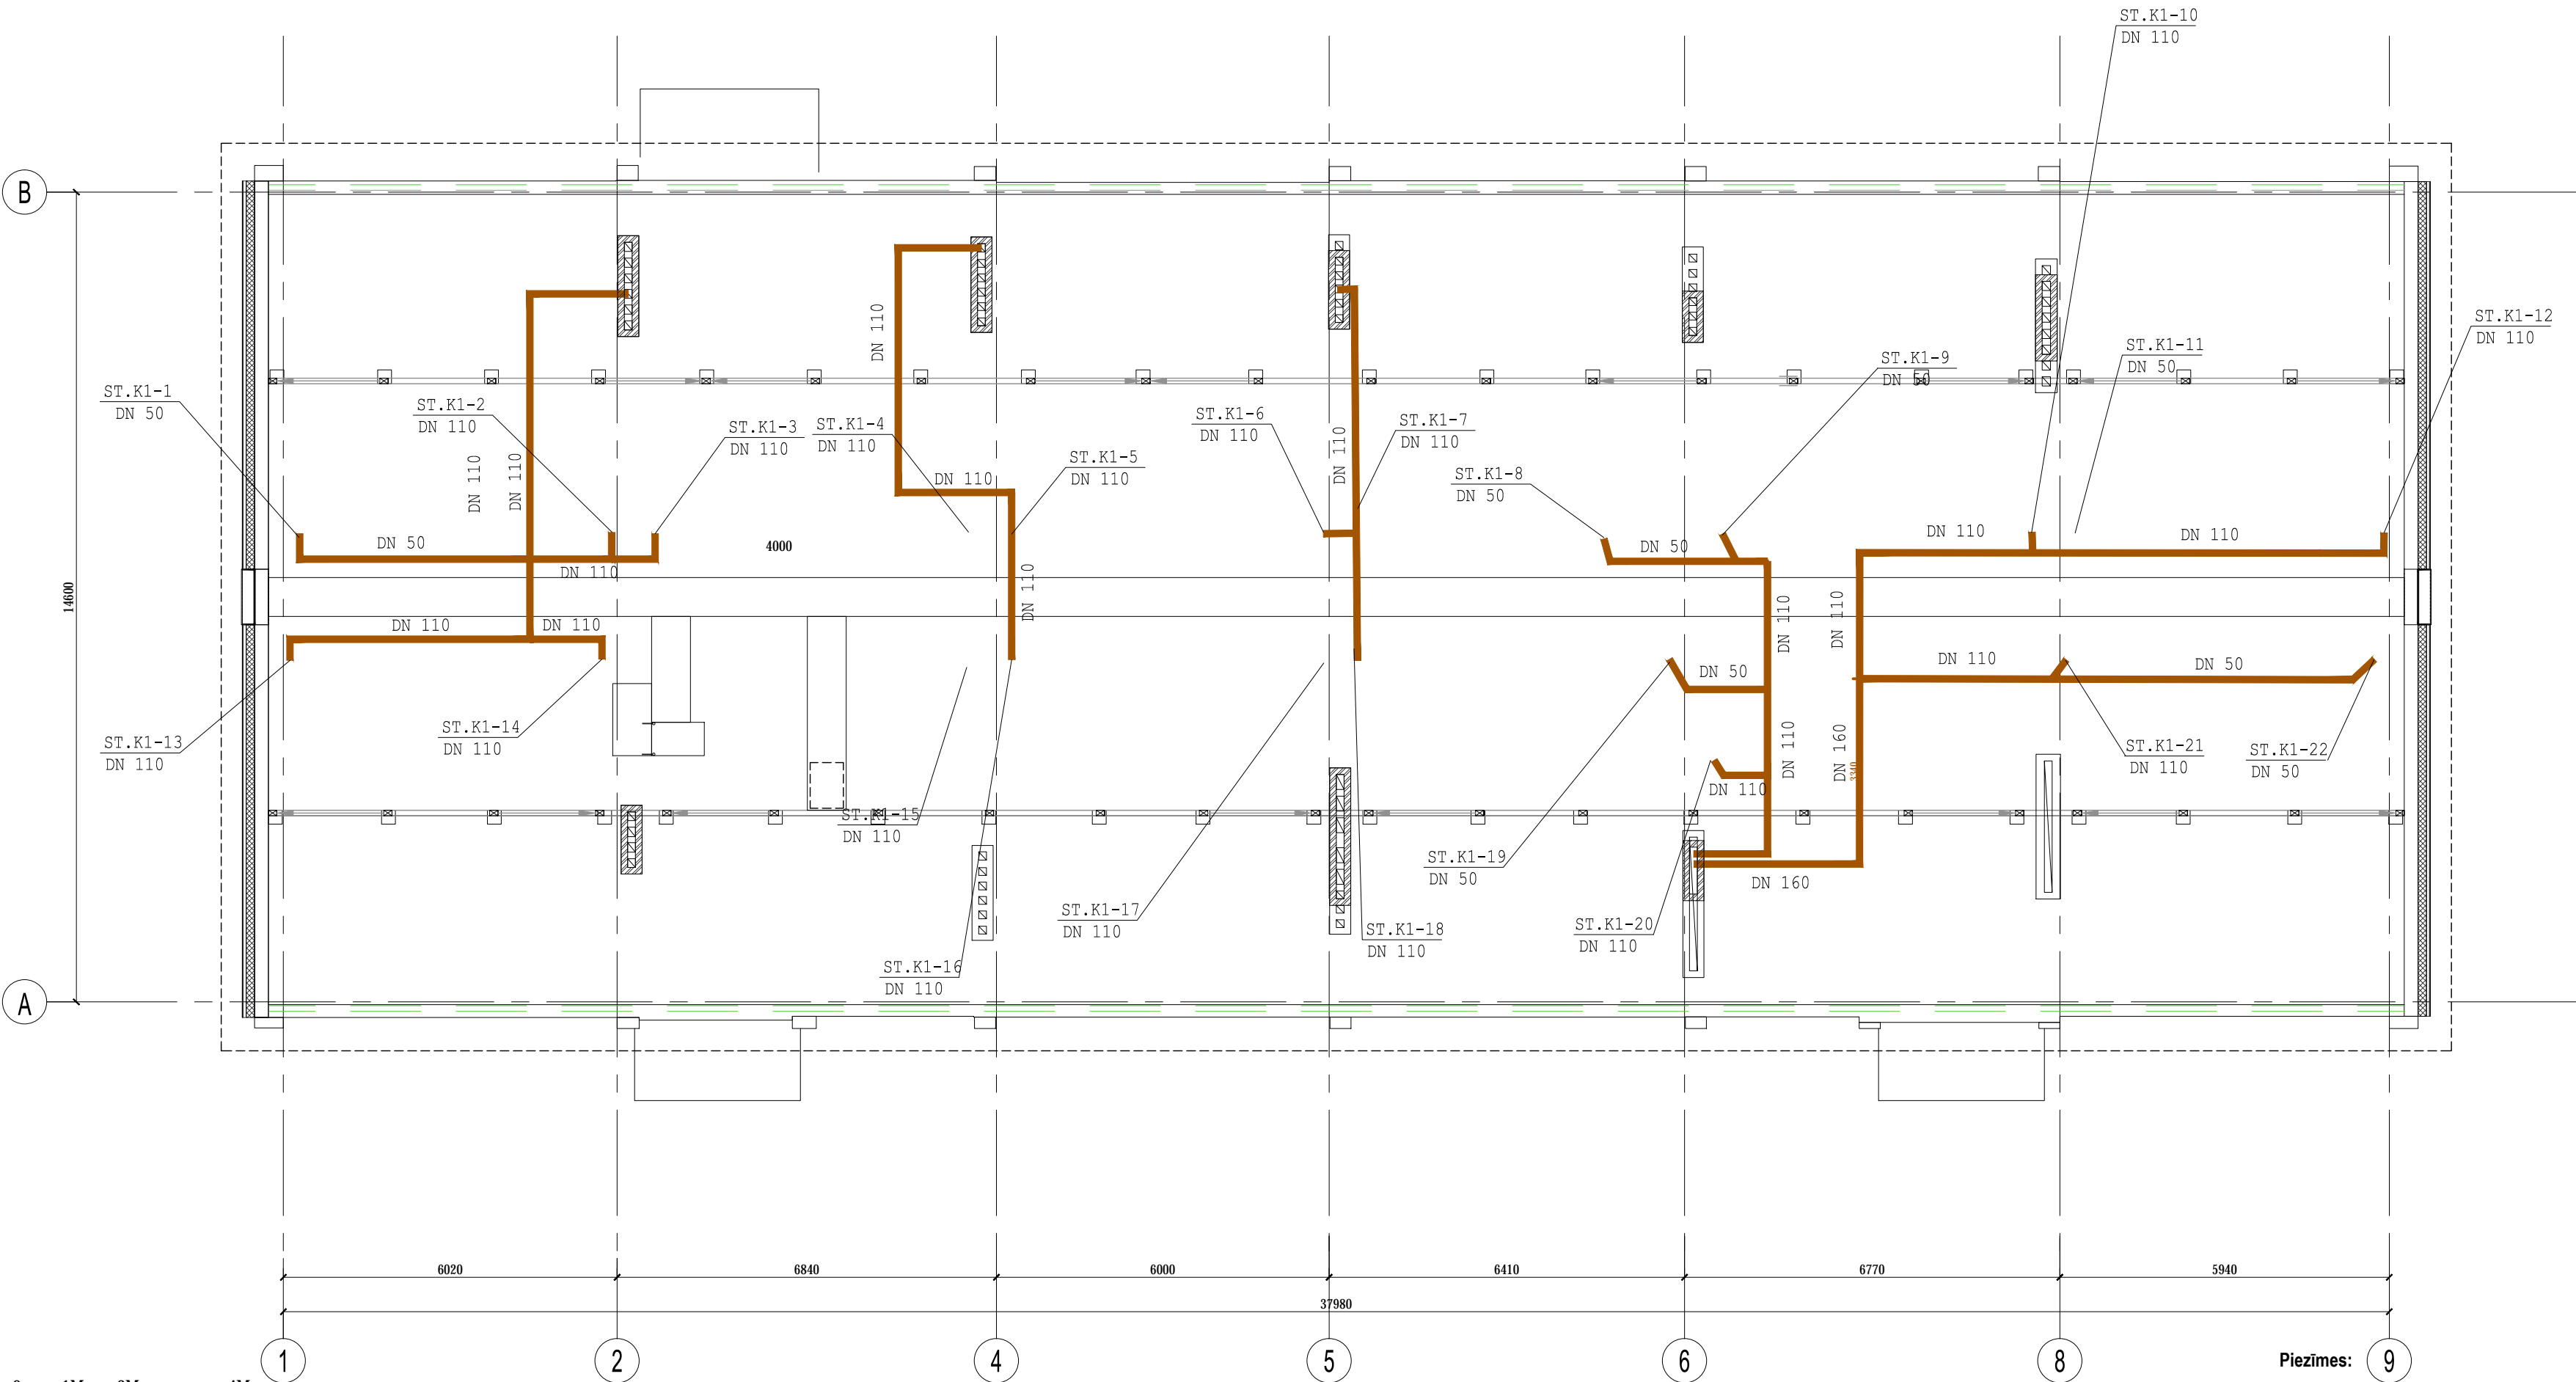 ST.K1-10
DN 110
B
ST.K1-12
DN 110
ST.K1-11
DN 50
ST.K1-9
DN 50
DN 110
ST.K1-1
DN 50
ST.K1-2
DN 110
ST.K1-3
DN 110
ST.K1-4
DN 110
ST.K1-5
DN 110
ST.K1-6
DN 110
ST.K1-7
DN 110
ST.K1-8
DN 50
DN 110
DN 110
DN 110
DN 110
DN 50
4000
DN 110
DN 50
DN 110
DN 110
14600
DN 110
DN 110
DN 110
DN 110
DN 110
DN 50
DN 110
DN 50
ST.K1-13
DN 110
ST.K1-14
DN 110
DN 110
DN 160
3340
DN 110
ST.K1-21
DN 110
ST.K1-22
DN 50
ST.K1-15
DN 110
ST.K1-19
DN 50
DN 160
ST.K1-17
DN 110
ST.K1-18
DN 110
ST.K1-20
DN 110
ST.K1-16
DN 110
A
6020
6840
6000
6410
6770
5940
37980
1
2
4
5
6
8
Piezīmes:
9